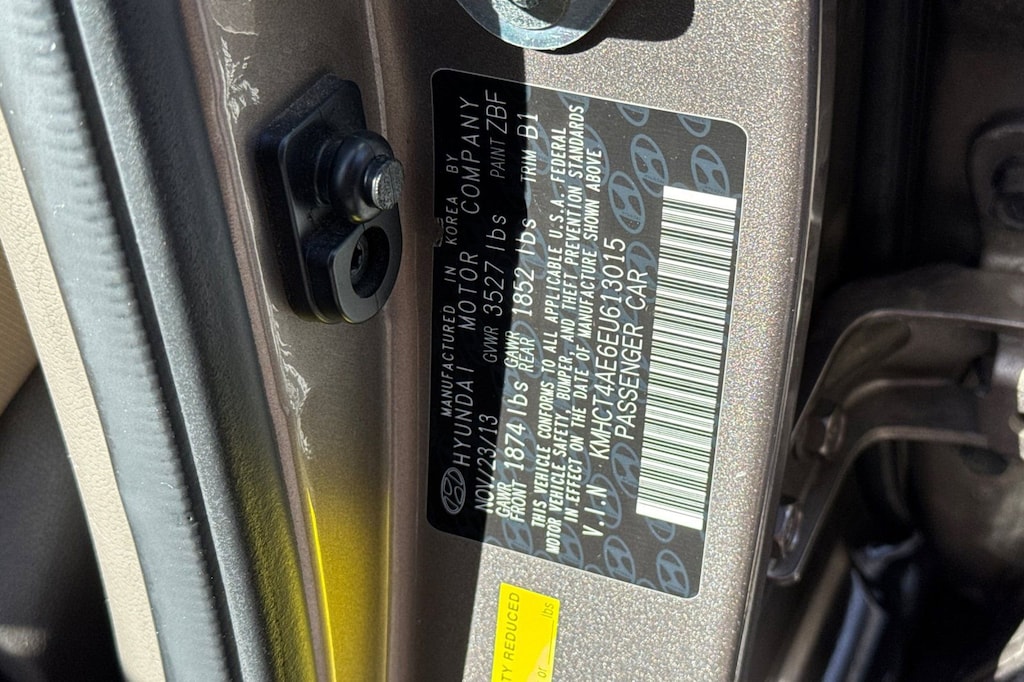 MANUFACTURED IN KOREA BY
HYUNDAI MOTOR COMPANY
NOV/23/13 GVWR 3527 lbs PAINT ZBF
GAWR FRONT 1874 lbs GAWR REAR 1852 lbs TRIM B1
THIS VEHICLE CONFORMS TO ALL APPLICABLE U.S.A. FEDERAL
MOTOR VEHICLE SAFETY, BUMPER, AND THEFT PREVENTION STANDARDS
IN EFFECT ON THE DATE OF MANUFACTURE SHOWN ABOVE
V.I.N KMHCT4AE6EU613015
PASSENGER CAR
TY REDUCED
or lbs